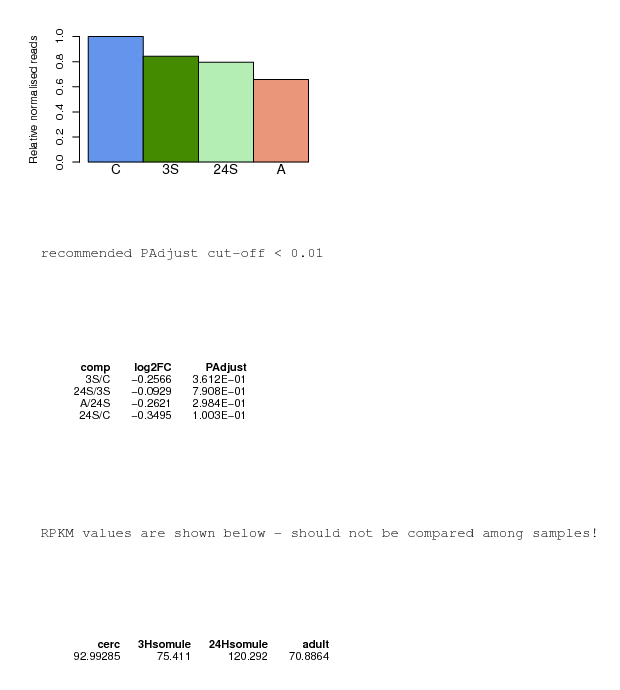 Relative normalised reads
1.0
0.8
0.6
0.4
0.2
0.0
C 3S 24S A
recommended PAdjust cut-off < 0.01
comp log2FC PAdjust
3S/C −0.2566 3.612E−01
24S/3S −0.0929 7.908E−01
A/24S −0.2621 2.984E−01
24S/C −0.3495 1.003E−01
RPKM values are shown below - should not be compared among samples!
cerc 3Hsomule 24Hsomule adult
92.99285 75.411 120.292 70.8864